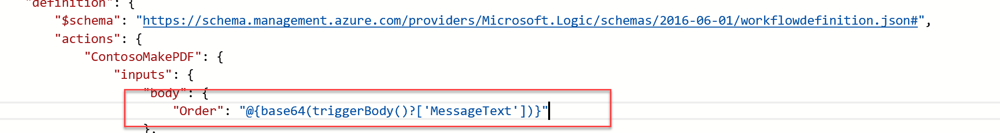 "definition": {
"$schema": "https://schema.management.azure.com/providers/Microsoft.Logic/schemas/2016-06-01/workflowdefinition.json#",
"actions": {
"ContosoMakePDF": {
"inputs": {
"body": {
"Order": "@{base64(triggerBody()?['MessageText'])}"
},